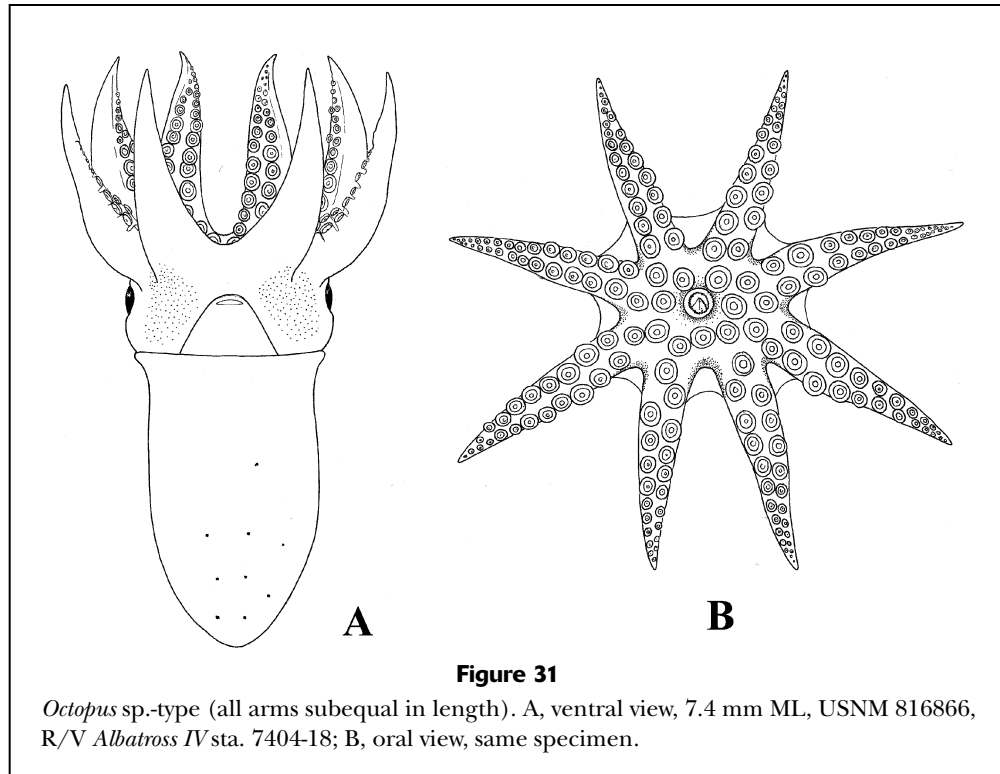 A
B
Figure 31
Octopus sp.-type (all arms subequal in length). A, ventral view, 7.4 mm ML, USNM 816866,
R/V Albatross IV sta. 7404-18; B, oral view, same specimen.